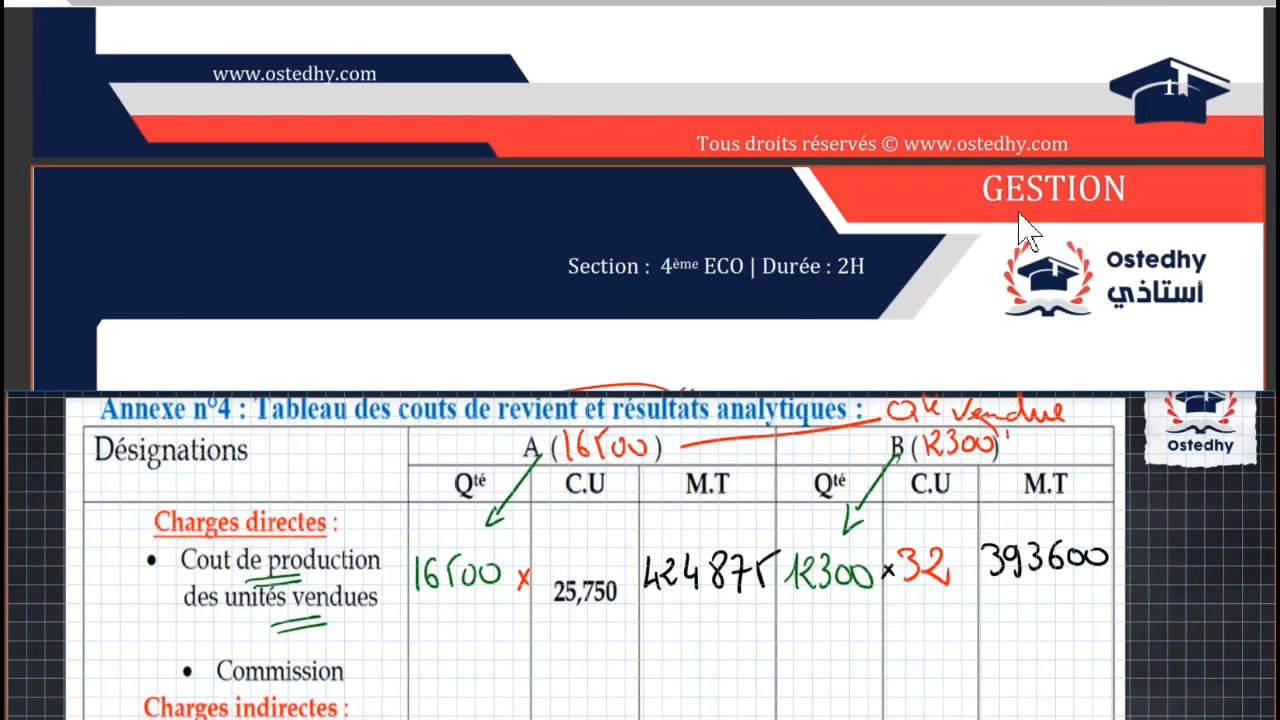 www.ostedhy.com
1
Tous droits réservés © www.ostedhy.com
GESTION
Section : 4ème ECO | Durée : 2H
Ostedhy
أستاذي
Annexe n°4 : Tableau des couts de revient et résultats analytiques : Qté vendue
Ostedhy
Désignations A (16500) B (12300)
Qté C.U M.T Qté C.U M.T
Charges directes :
• Cout de production
des unités vendues
16500 × 25,750 424875 12300 × 32 393600
• Commission
Charges indirectes :